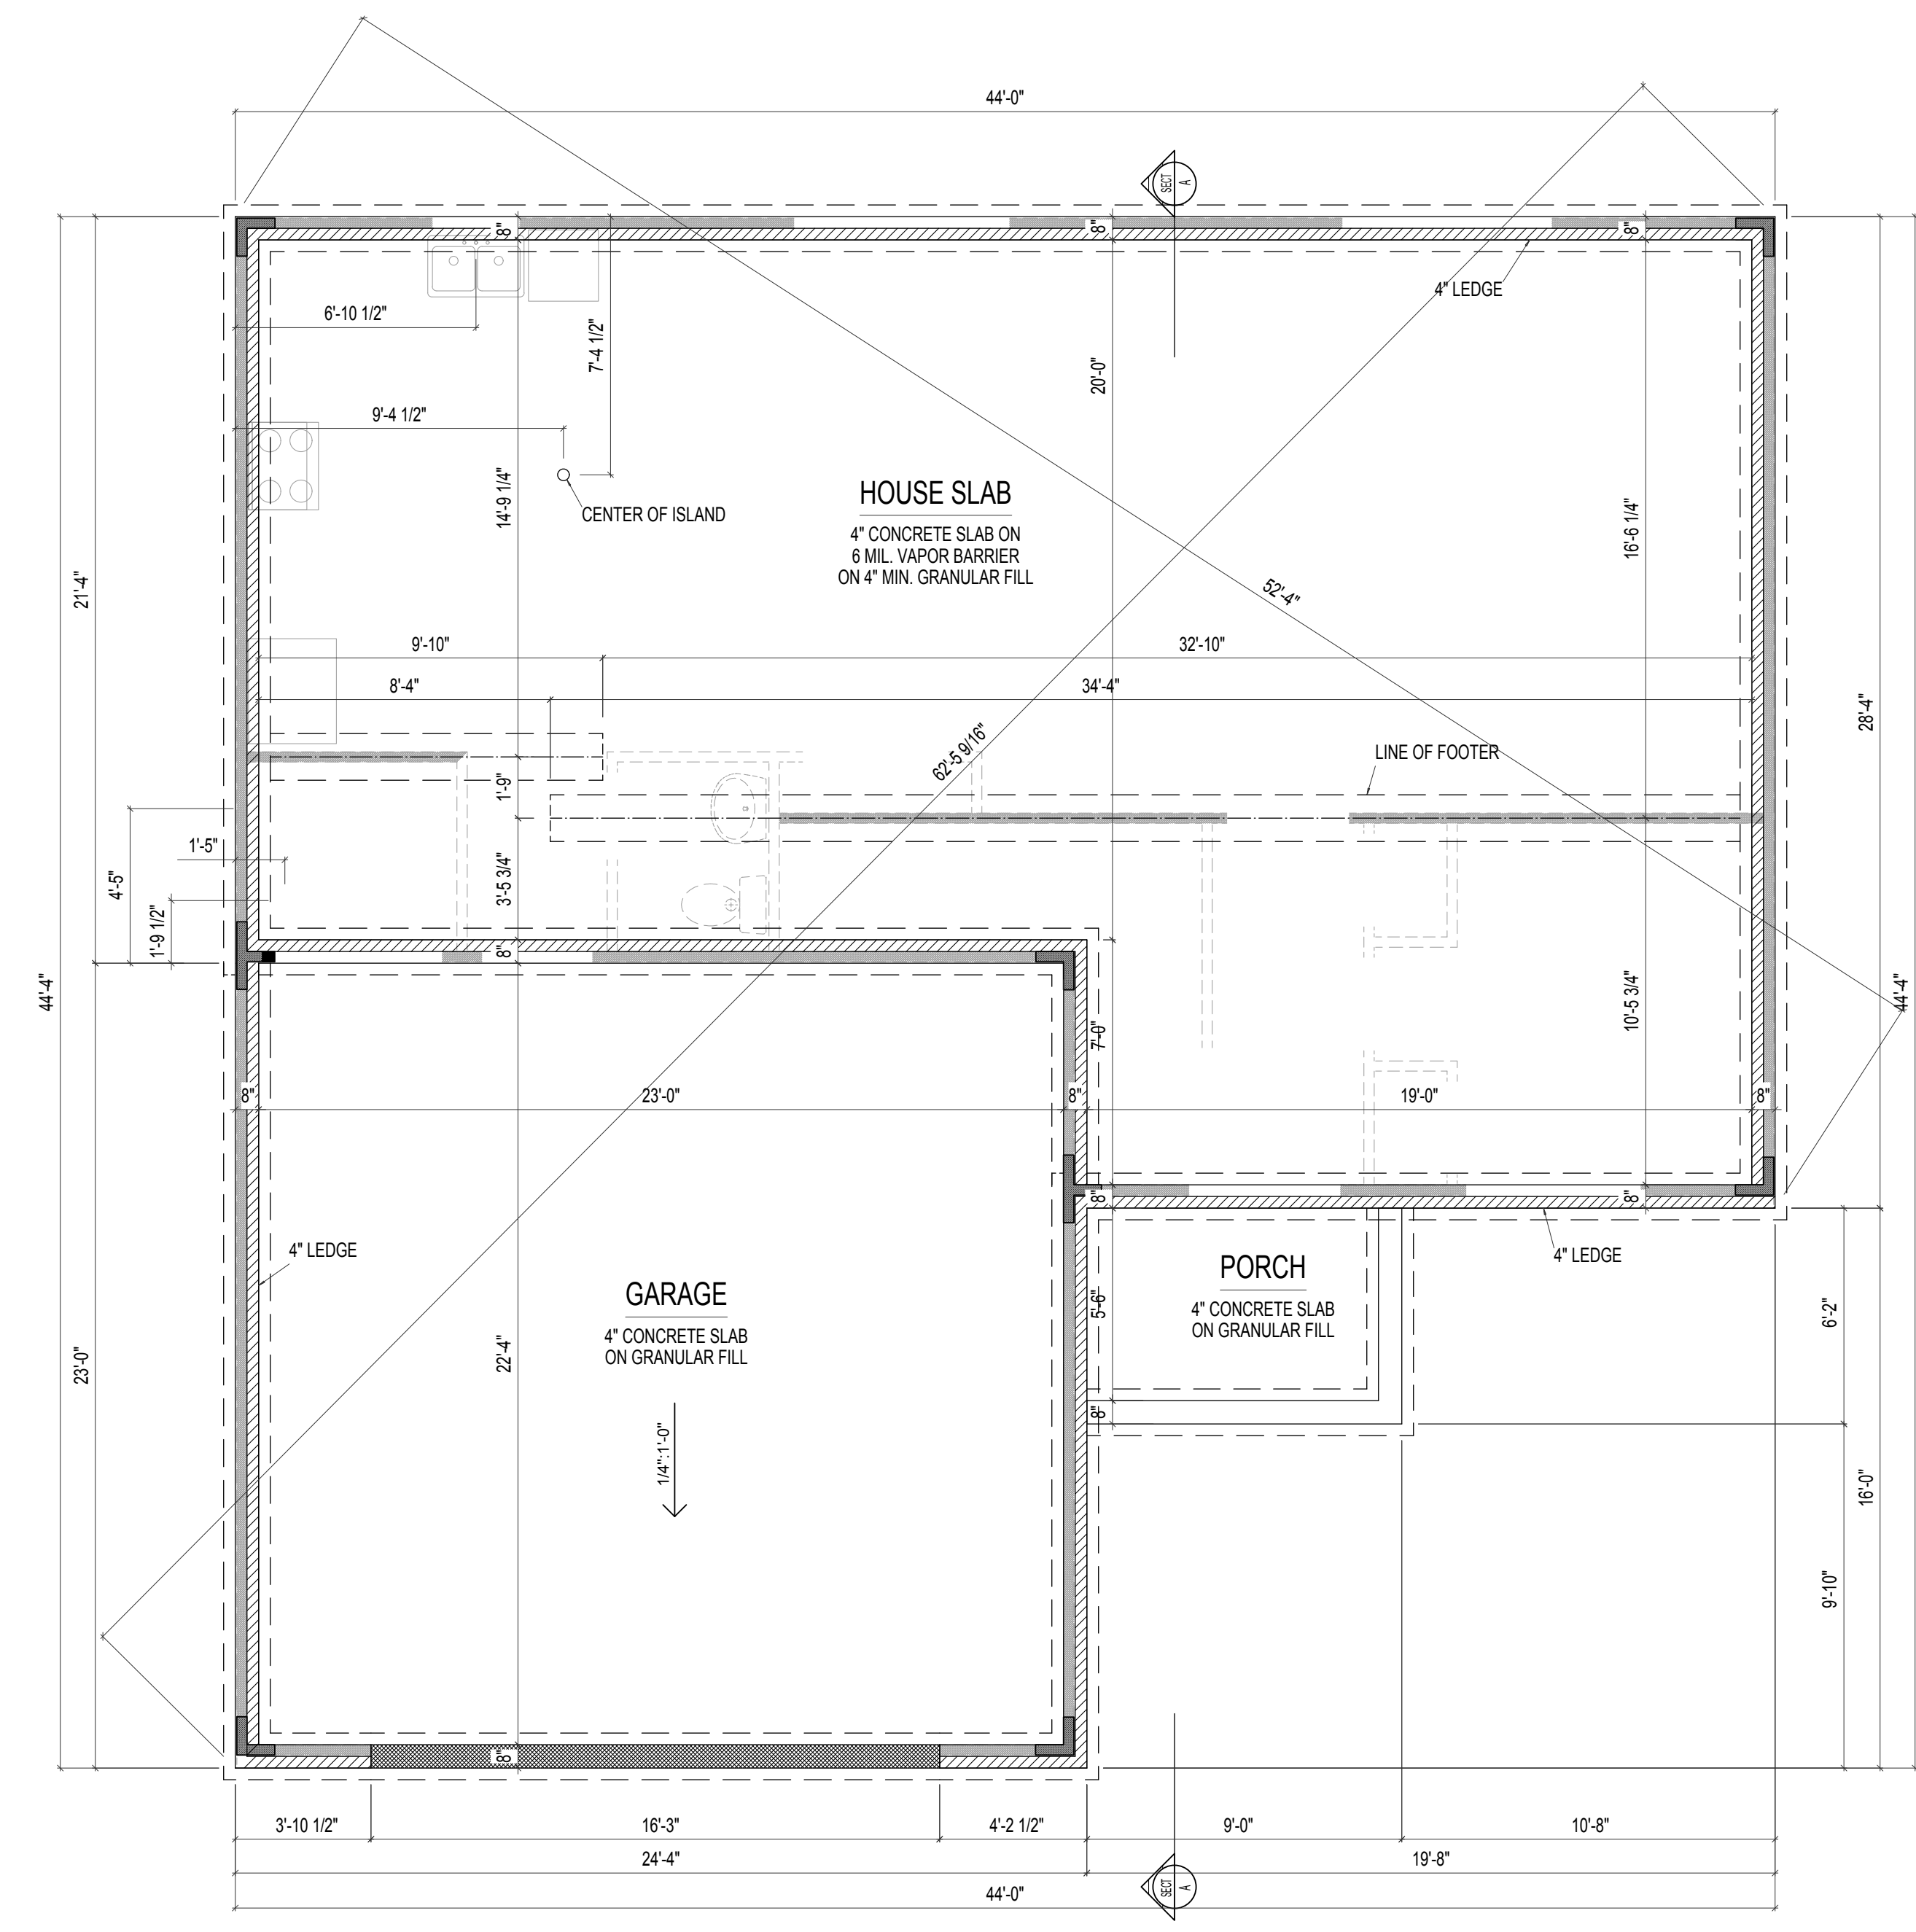 44'-0"
SECT
A
8"
8"
8"
4" LEDGE
6'-10 1/2"
7'-4 1/2"
20'-0"
9'-4 1/2"
14'-9 1/4"
CENTER OF ISLAND
HOUSE SLAB
4" CONCRETE SLAB ON
6 MIL. VAPOR BARRIER
ON 4" MIN. GRANULAR FILL
16'-6 1/4"
52'-4"
21'-4"
9'-10"
32'-10"
8'-4"
34'-4"
28'-4"
62'-5 9/16"
LINE OF FOOTER
1'-9"
1'-5"
4'-5"
3'-5 3/4"
1'-9 1/2"
8"
44'-4"
44'-4"
7'-0"
10'-5 3/4"
8"
23'-0"
8"
19'-0"
8"
8"
8"
4" LEDGE
4" LEDGE
PORCH
4" CONCRETE SLAB
ON GRANULAR FILL
5'-6"
6'-2"
GARAGE
4" CONCRETE SLAB
ON GRANULAR FILL
22'-4"
23'-0"
8"
1/4":1'-0"
16'-0"
9'-10"
8"
3'-10 1/2"
16'-3"
4'-2 1/2"
9'-0"
10'-8"
24'-4"
19'-8"
44'-0"
SECT
A